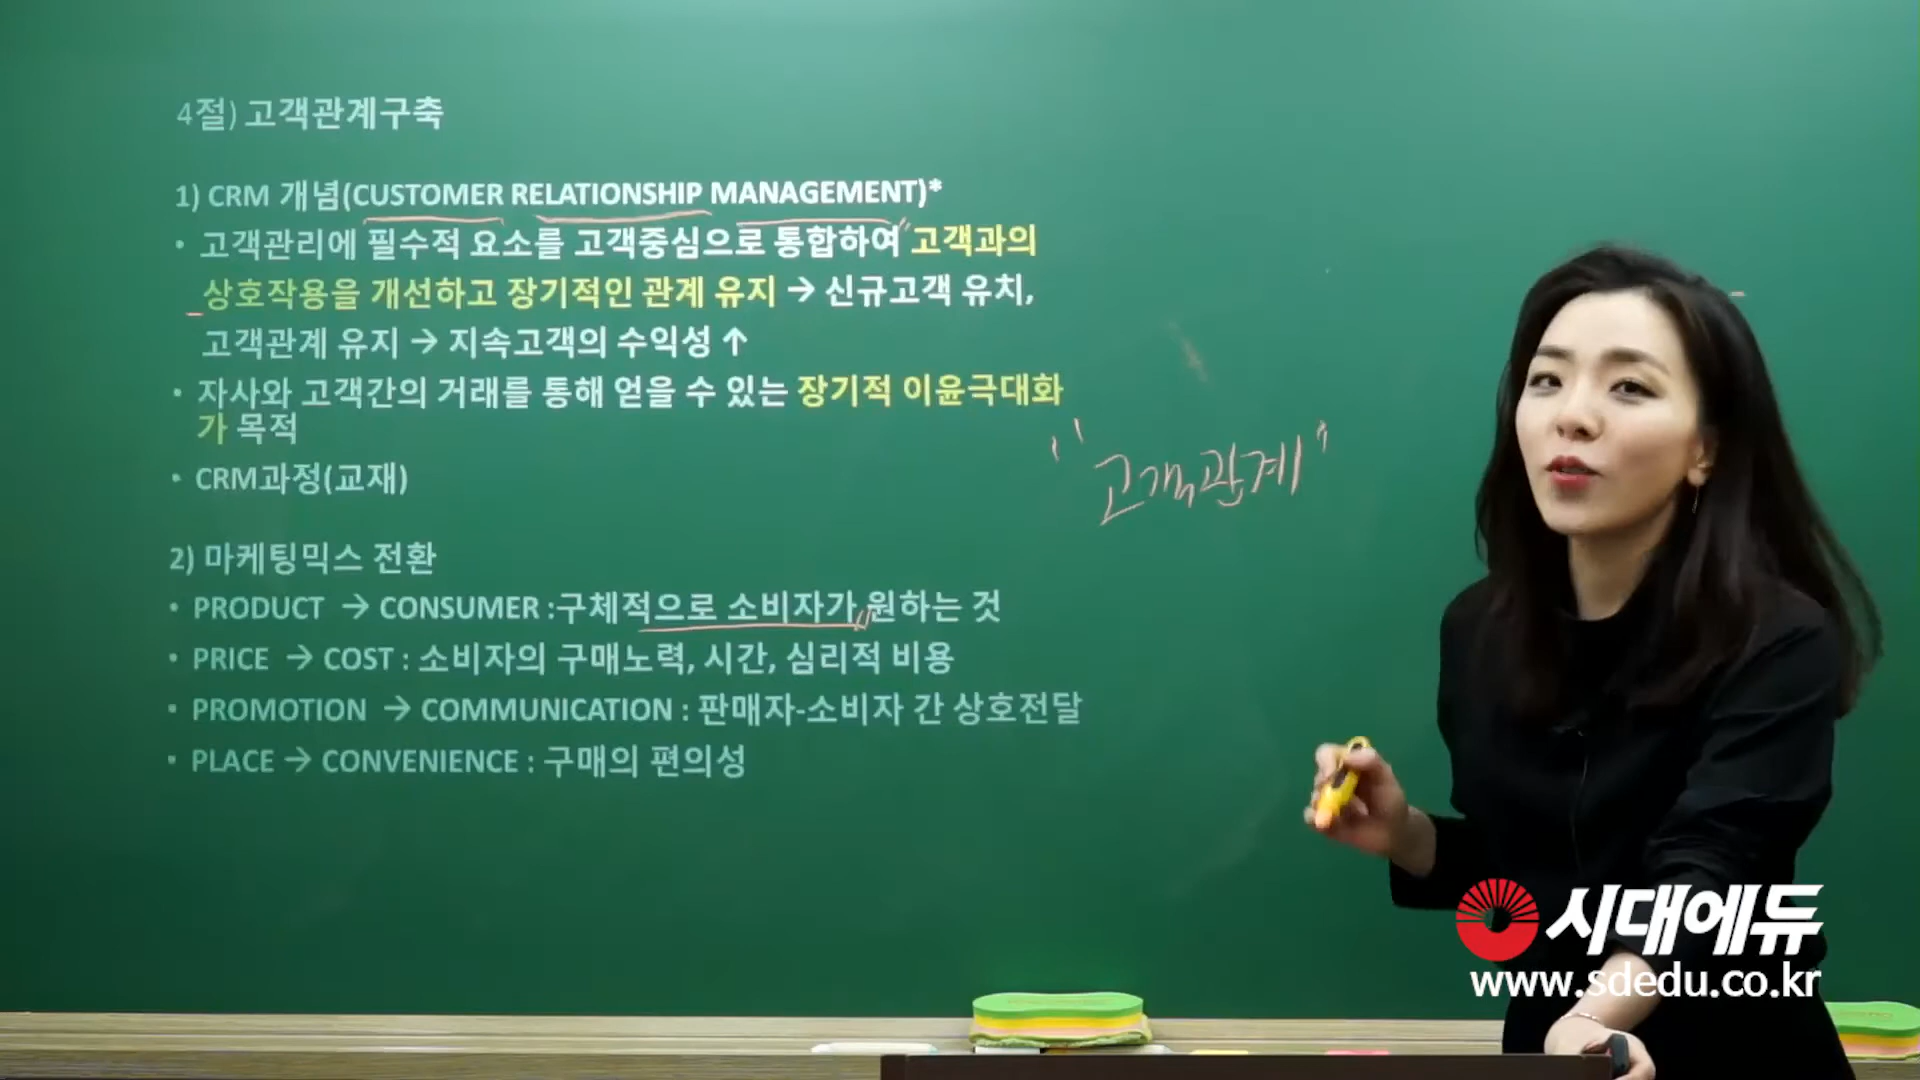 4절) 고객관계구축
1) CRM 개념(CUSTOMER RELATIONSHIP MANAGEMENT)*
• 고객관리에 필수적 요소를 고객중심으로 통합하여 고객과의
상호작용을 개선하고 장기적인 관계 유지 → 신규고객 유치,
고객관계 유지 → 지속고객의 수익성 ↑
• 자사와 고객간의 거래를 통해 얻을 수 있는 장기적 이윤극대화
가 목적
• CRM과정(교재)
"고객관계"
2) 마케팅믹스 전환
• PRODUCT → CONSUMER :구체적으로 소비자가 원하는 것
• PRICE → COST : 소비자의 구매노력, 시간, 심리적 비용
• PROMOTION → COMMUNICATION : 판매자-소비자 간 상호전달
• PLACE → CONVENIENCE : 구매의 편의성
시대에듀
www.sdedu.co.kr